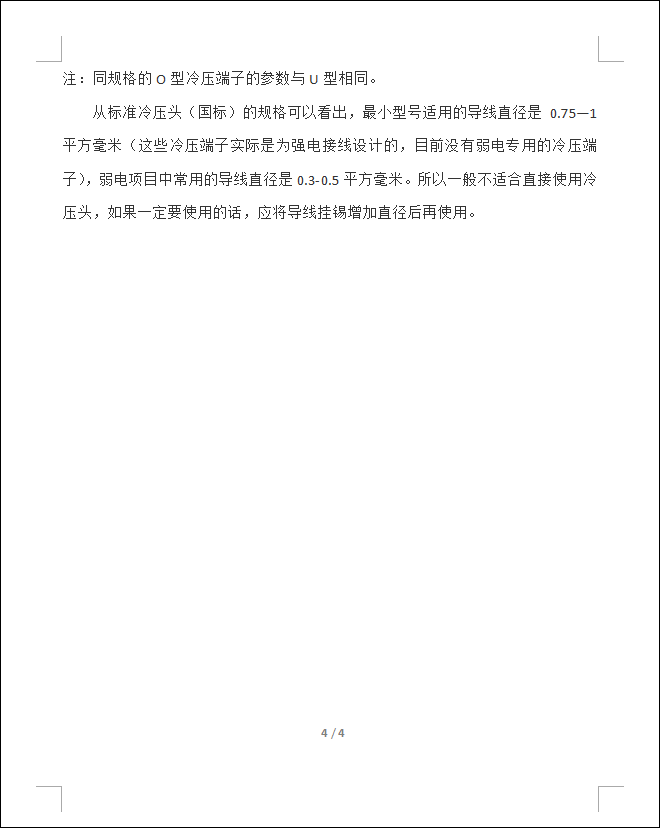 注：同规格的 O 型冷压端子的参数与 U 型相同。
从标准冷压头（国标）的规格可以看出，最小型号适用的导线直径是 0.75—1
平方毫米（这些冷压端子实际是为强电接线设计的，目前没有弱电专用的冷压端
子），弱电项目中常用的导线直径是 0.3-0.5 平方毫米。所以一般不适合直接使用冷
压头，如果一定要使用的话，应将导线挂锡增加直径后再使用。
4 / 4